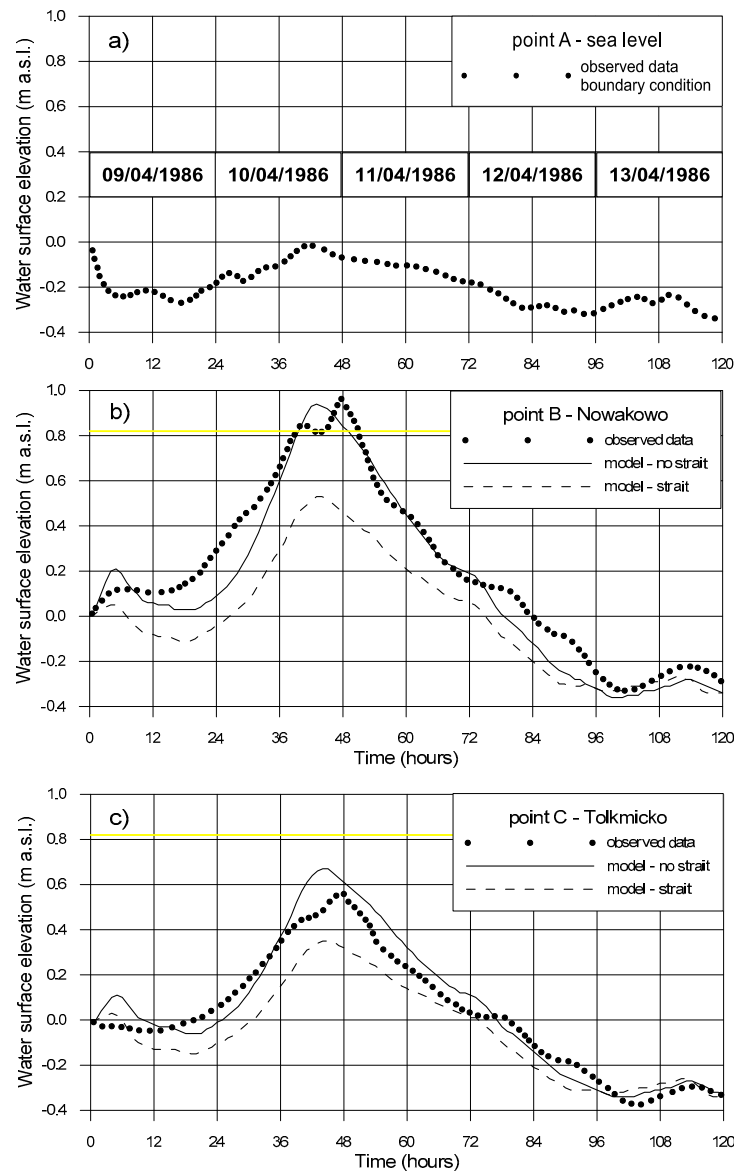 a)
point A - sea level
observed data
boundary condition
Water surface elevation (m a.s.l.)
1.0
0.8
0.6
0.4
0.2
0.0
-0.2
-0.4
09/04/1986 10/04/1986 11/04/1986 12/04/1986 13/04/1986
0 12 24 36 48 60 72 84 96 108 120
b)
point B - Nowakowo
observed data
model - no strait
model - strait
Water surface elevation (m a.s.l.)
1.0
0.8
0.6
0.4
0.2
0.0
-0.2
-0.4
0 12 24 36 48 60 72 84 96 108 120
Time (hours)
c)
point C - Tolkmicko
observed data
model - no strait
model - strait
Water surface elevation (m a.s.l.)
1.0
0.8
0.6
0.4
0.2
0.0
-0.2
-0.4
0 12 24 36 48 60 72 84 96 108 120
Time (hours)